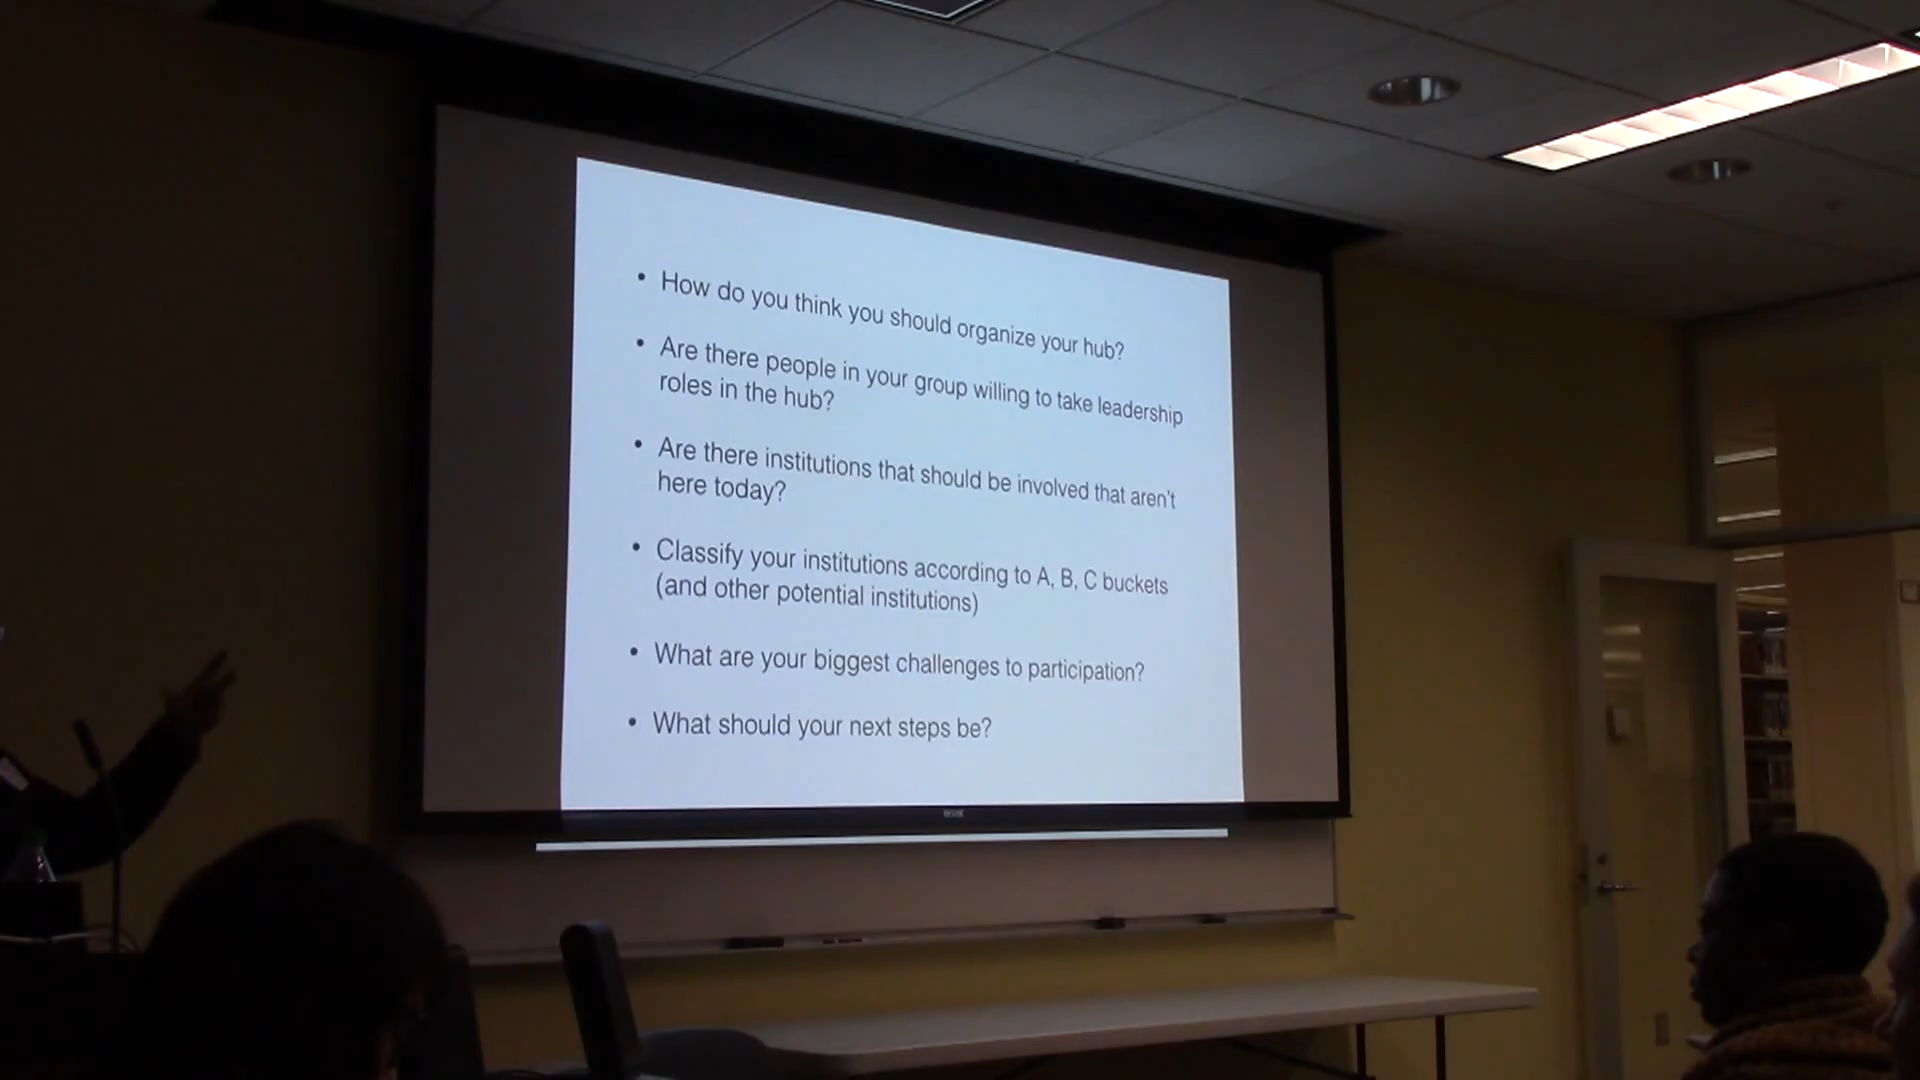 • How do you think you should organize your hub?
• Are there people in your group willing to take leadership
roles in the hub?
• Are there institutions that should be involved that aren't
here today?
• Classify your institutions according to A, B, C buckets
(and other potential institutions)
• What are your biggest challenges to participation?
• What should your next steps be?